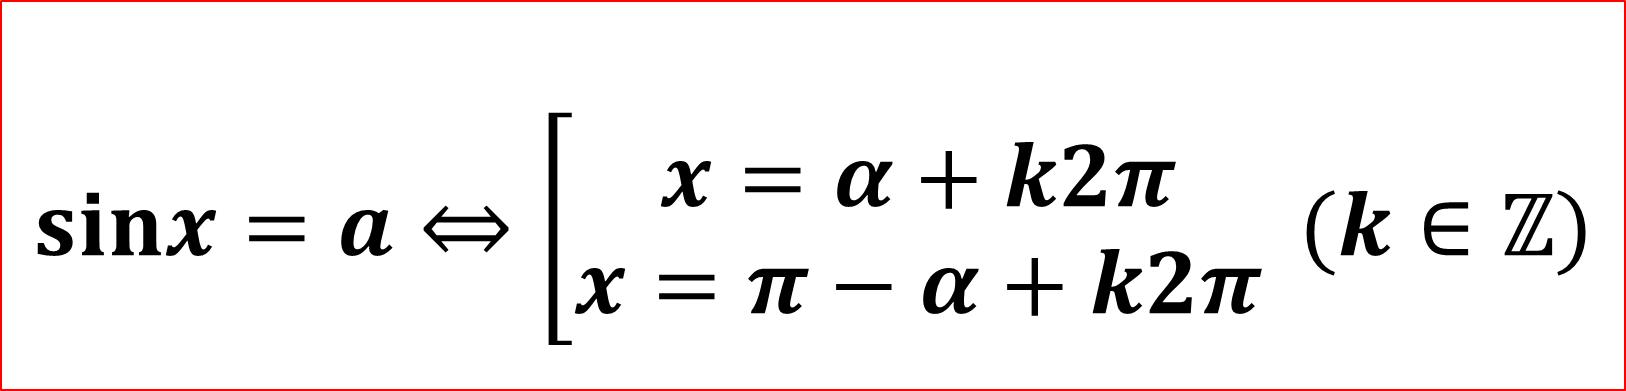 sinx = a ⇔ [ x = α + k2π
x = π − α + k2π (k ∈ ℤ)